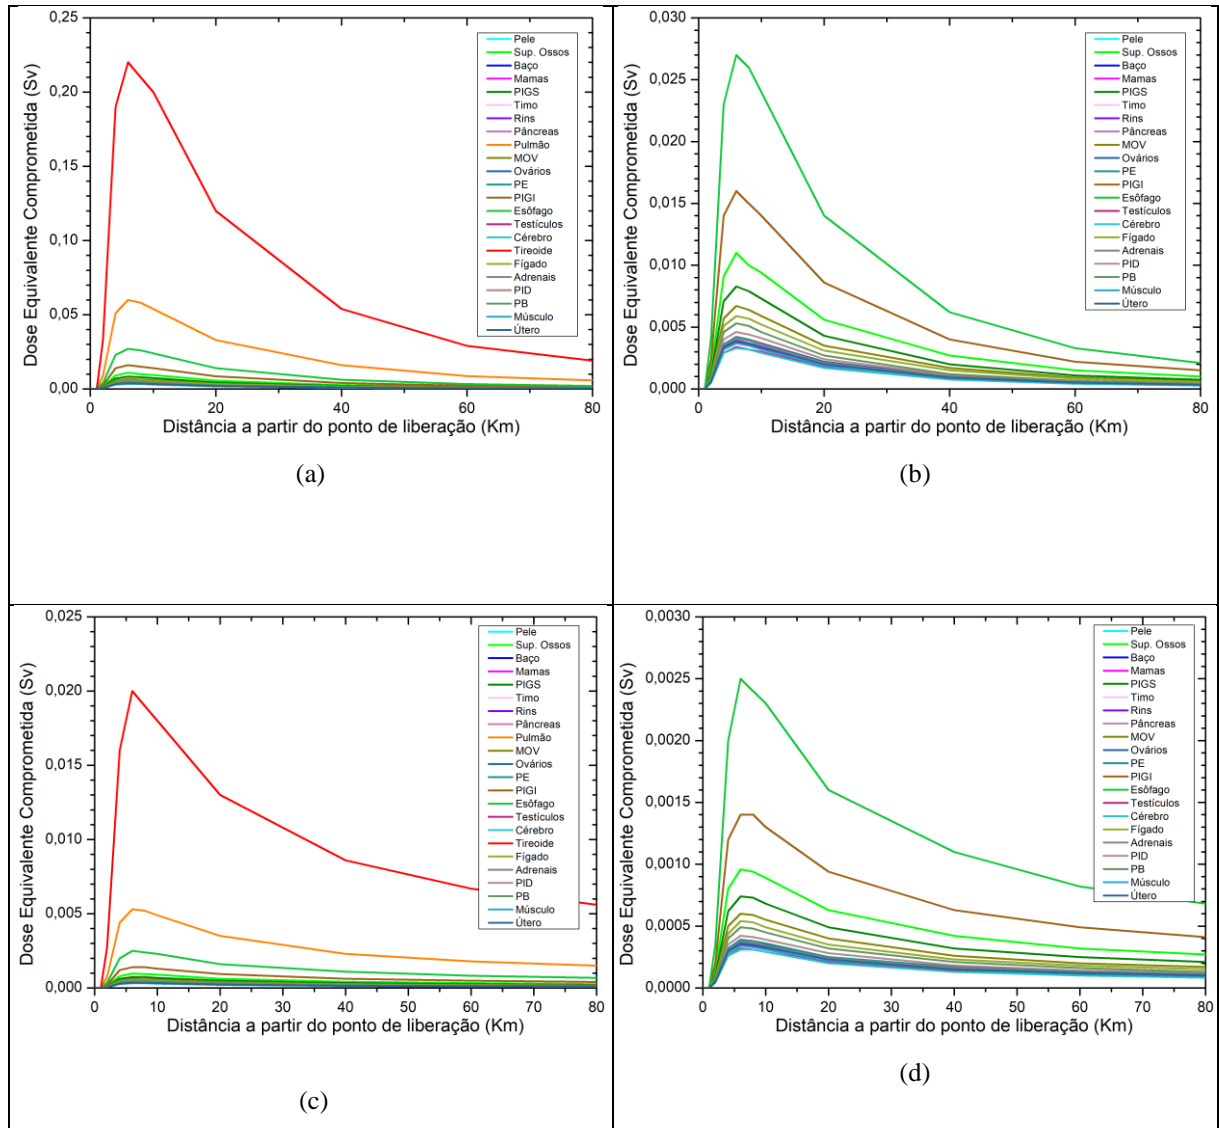 0,25
0,20
0,15
0,10
0,05
0,00
Dose Equivalente Comprometida (Sv)
0 20 40 60 80
Distância a partir do ponto de liberação (Km)
Pele
Sup. Ossos
Baço
Mamas
PIGS
Timo
Rins
Pâncreas
Pulmão
MOV
Ovários
PE
PIGI
Esôfago
Testículos
Cérebro
Tireoide
Fígado
Adrenais
PID
PB
Músculo
Útero
(a)
0,030
0,025
0,020
0,015
0,010
0,005
0,000
Dose Equivalente Comprometida (Sv)
0 20 40 60 80
Distância a partir do ponto de liberação (Km)
Pele
Sup. Ossos
Baço
Mamas
PIGS
Timo
Rins
Pâncreas
MOV
Ovários
PE
PIGI
Esôfago
Testículos
Cérebro
Fígado
Adrenais
PID
PB
Músculo
Útero
(b)
0,025
0,020
0,015
0,010
0,005
0,000
Dose Equivalente Comprometida (Sv)
0 10 20 30 40 50 60 70 80
Distância a partir do ponto de liberação (Km)
Pele
Sup. Ossos
Baço
Mamas
PIGS
Timo
Rins
Pâncreas
Pulmão
MOV
Ovários
PE
PIGI
Esôfago
Testículos
Cérebro
Tireoide
Fígado
Adrenais
PID
PB
Músculo
Útero
(c)
0,0030
0,0025
0,0020
0,0015
0,0010
0,0005
0,0000
Dose Equivalente Comprometida (Sv)
0 10 20 30 40 50 60 70 80
Distância a partir do ponto de liberação (Km)
Pele
Sup. Ossos
Baço
Mamas
PIGS
Timo
Rins
Pâncreas
MOV
Ovários
PE
PIGI
Esôfago
Testículos
Cérebro
Fígado
Adrenais
PID
PB
Músculo
Útero
(d)